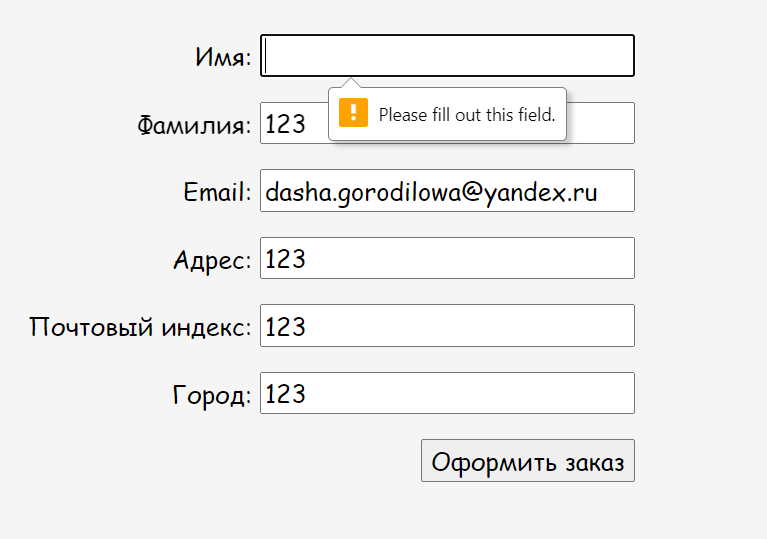 Имя:
Please fill out this field.
Фамилия: 123
Email: dasha.gorodilowa@yandex.ru
Адрес: 123
Почтовый индекс: 123
Город: 123
Оформить заказ